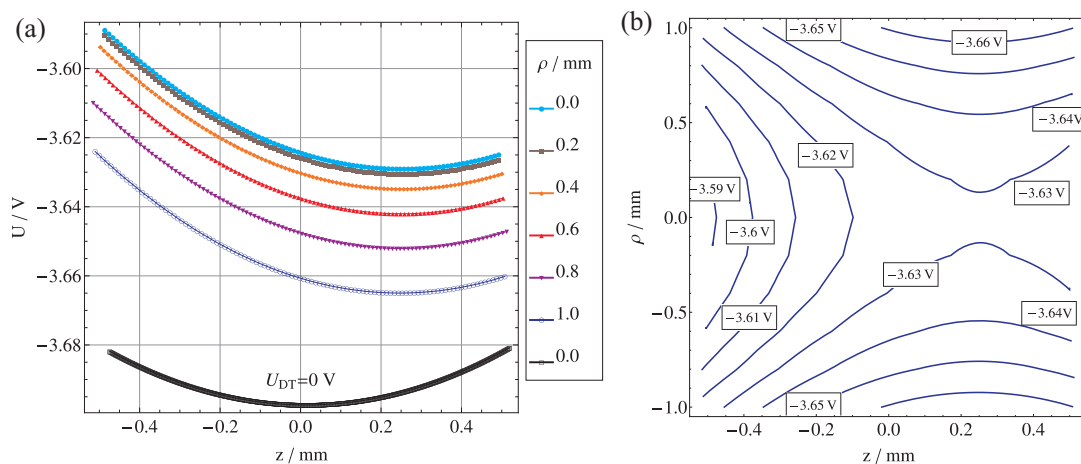 (a)
U / V
−3.60
−3.62
−3.64
−3.66
−3.68
−0.4
−0.2
0.0
0.2
0.4
z / mm
U_DT=0 V
ρ / mm
0.0
0.2
0.4
0.6
0.8
1.0
0.0
(b)
ρ / mm
1.0
0.5
0.0
−0.5
−1.0
−0.4
−0.2
0.0
0.2
0.4
z / mm
−3.65 V
−3.66 V
−3.64 V
−3.62 V
−3.63 V
−3.59 V
−3.6 V
−3.63 V
−3.61 V
−3.64 V
−3.65 V